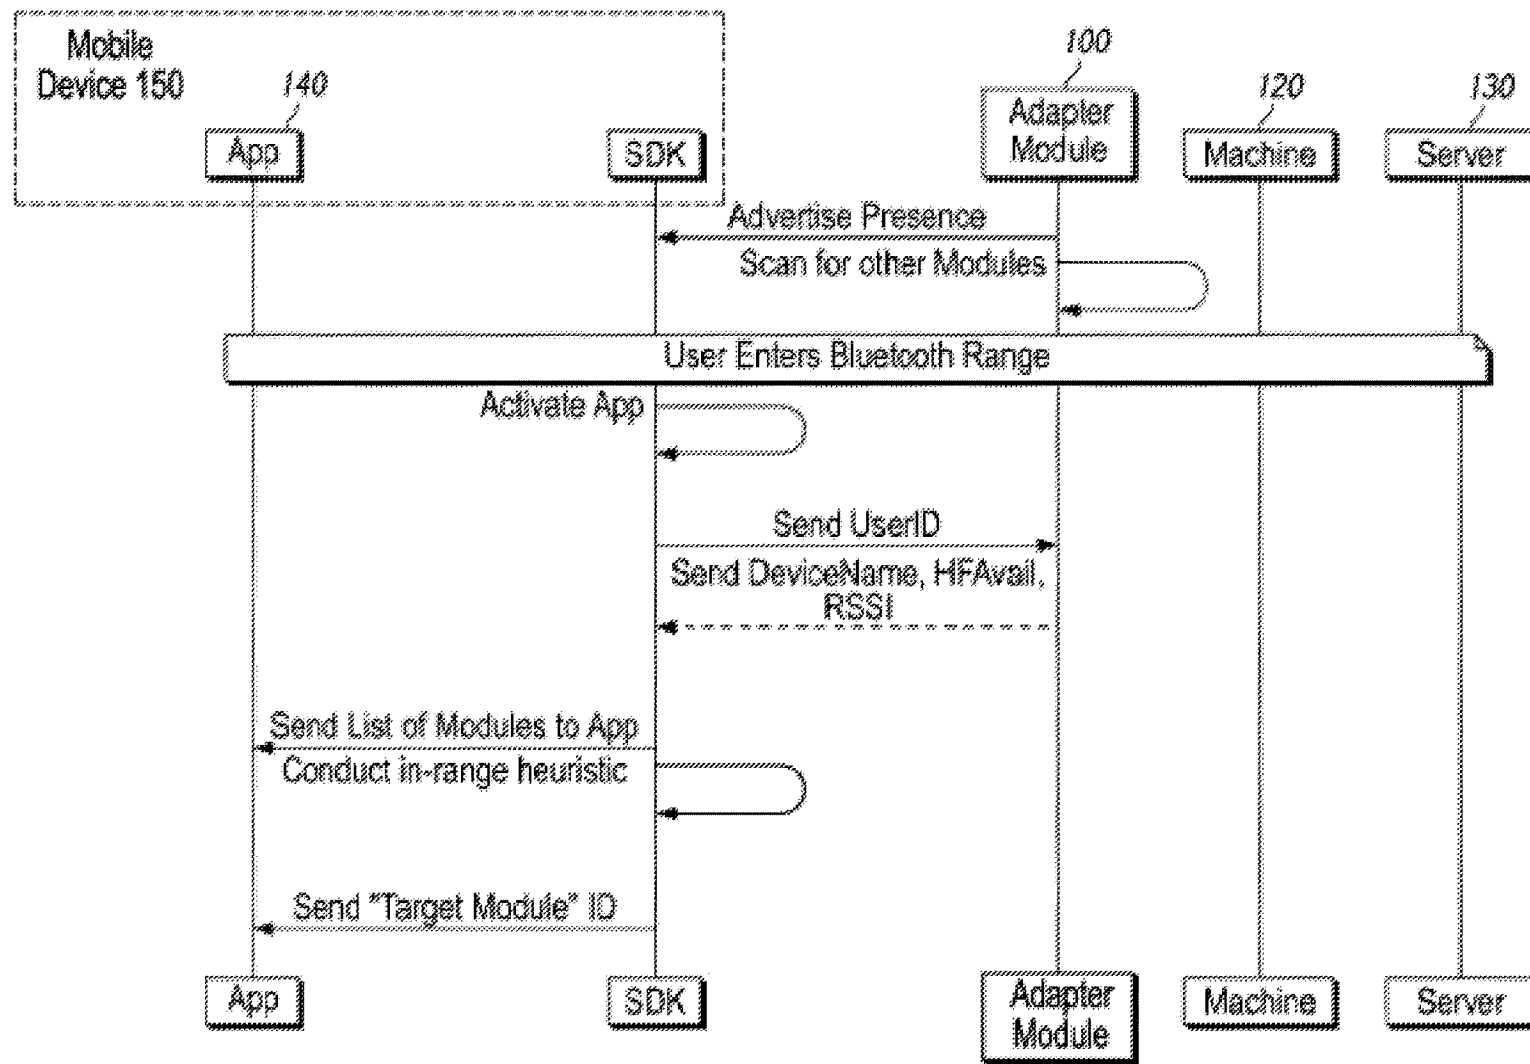 Mobile
Device 150
140
100
120
130
App
SDK
Adapter
Module
Machine
Server
Advertise Presence
Scan for other Modules
User Enters Bluetooth Range
Activate App
Send UserID
Send DeviceName, HFAvail,
RSSI
Send List of Modules to App
Conduct in-range heuristic
Send "Target Module" ID
App
SDK
Adapter
Module
Machine
Server